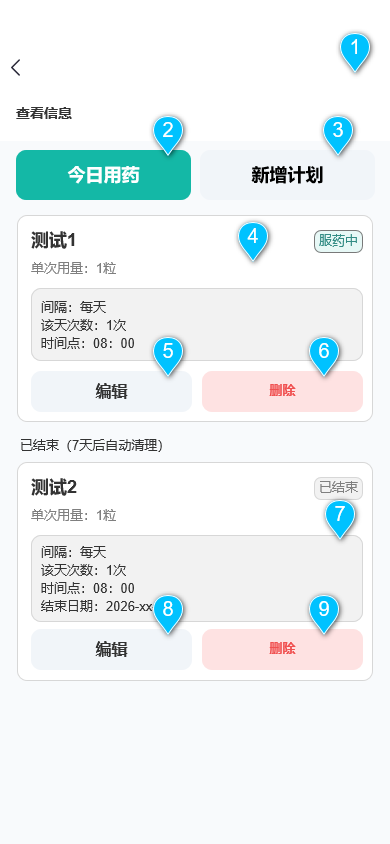 1
查看信息
2
3
今日用药
新增计划
4
测试1
服药中
单次用量：1粒
间隔：每天
该天次数：1次
时间点：08：00
5
6
编辑
删除
已结束（7天后自动清理）
测试2
已结束
单次用量：1粒
7
间隔：每天
该天次数：1次
时间点：08：00
结束日期：2026-xx
8
9
编辑
删除